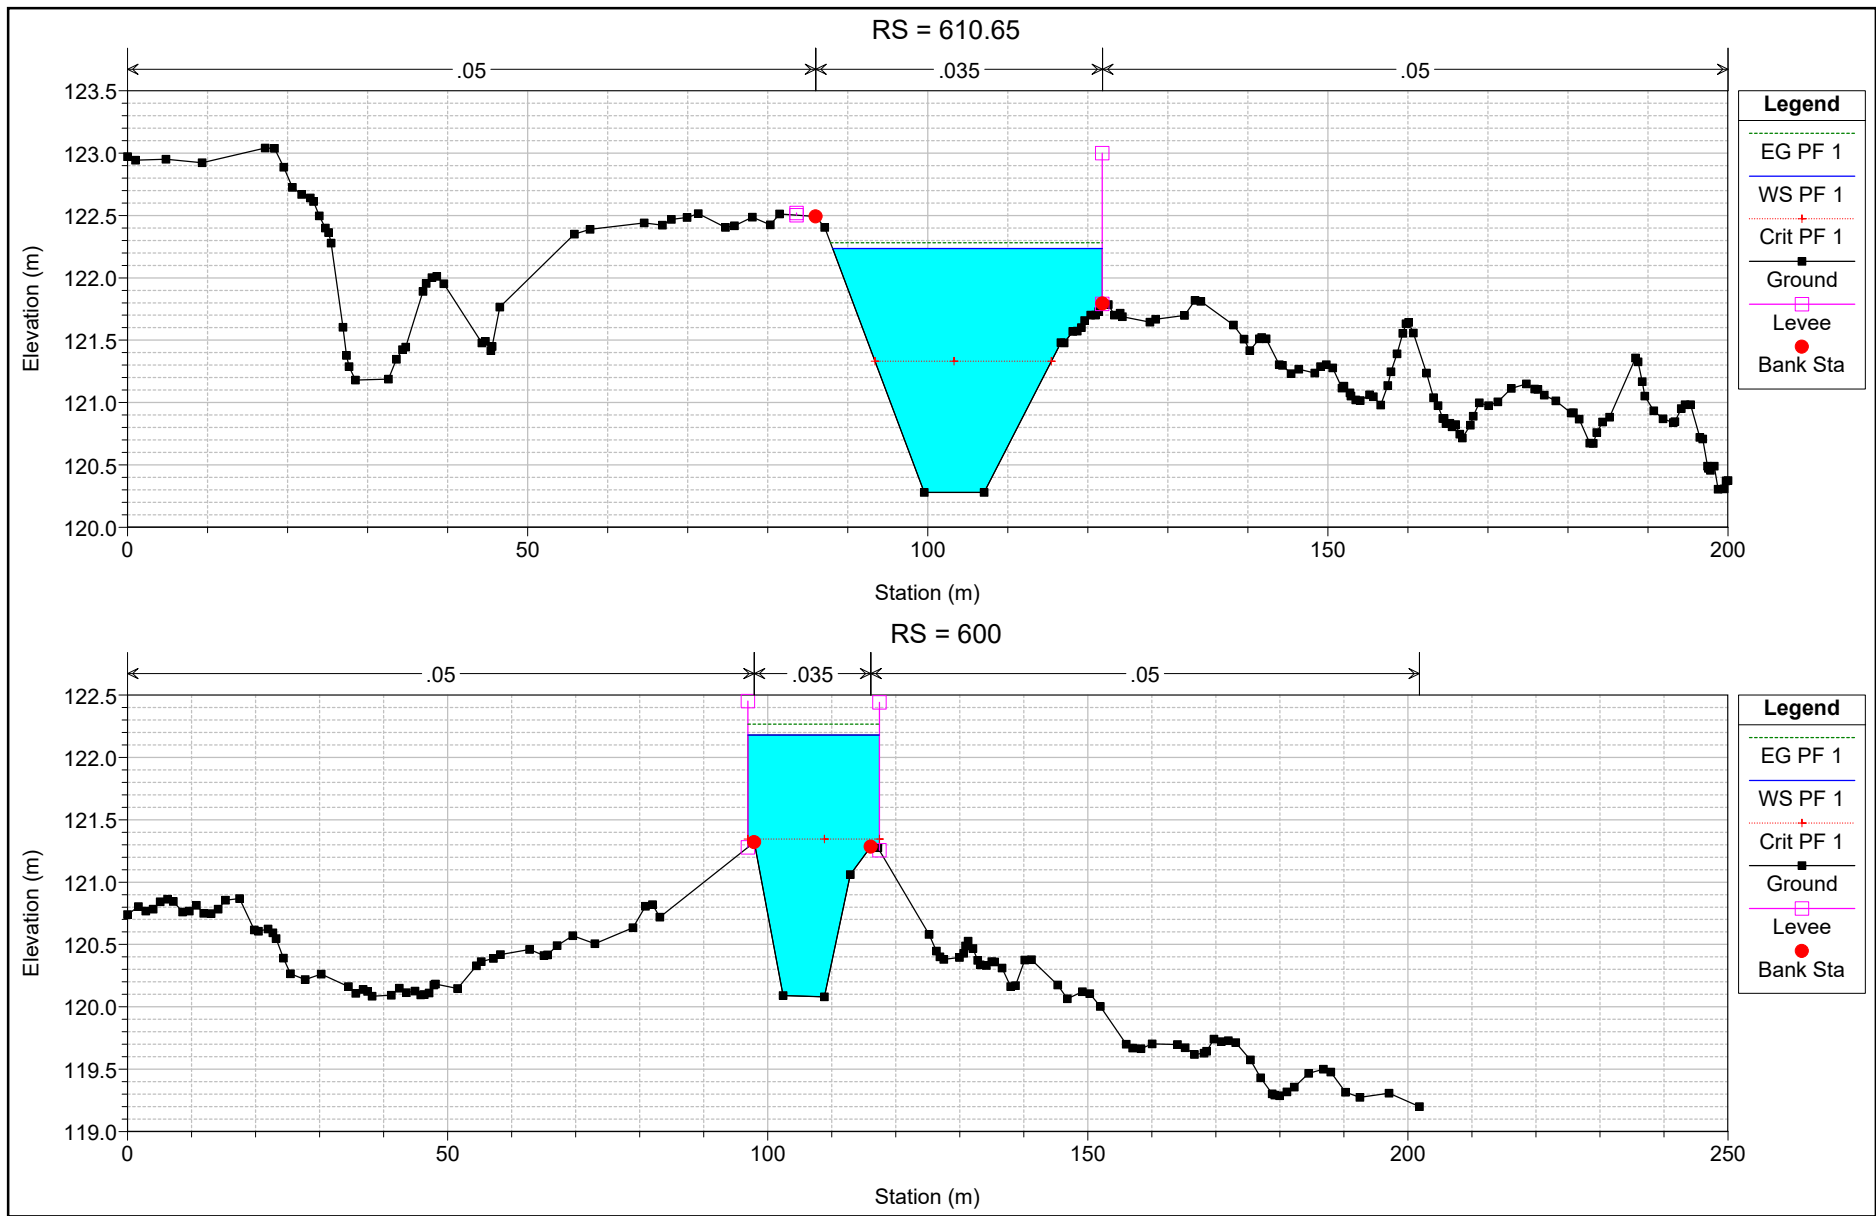 RS = 610.65
.05 .035 .05
123.5
123.0
122.5
122.0
121.5
121.0
120.5
120.0
Elevation (m)
0 50 100 150 200
Station (m)
Legend
EG PF 1
WS PF 1
Crit PF 1
Ground
Levee
Bank Sta
RS = 600
.05 .035 .05
122.5
122.0
121.5
121.0
120.5
120.0
119.5
119.0
Elevation (m)
0 50 100 150 200 250
Station (m)
Legend
EG PF 1
WS PF 1
Crit PF 1
Ground
Levee
Bank Sta